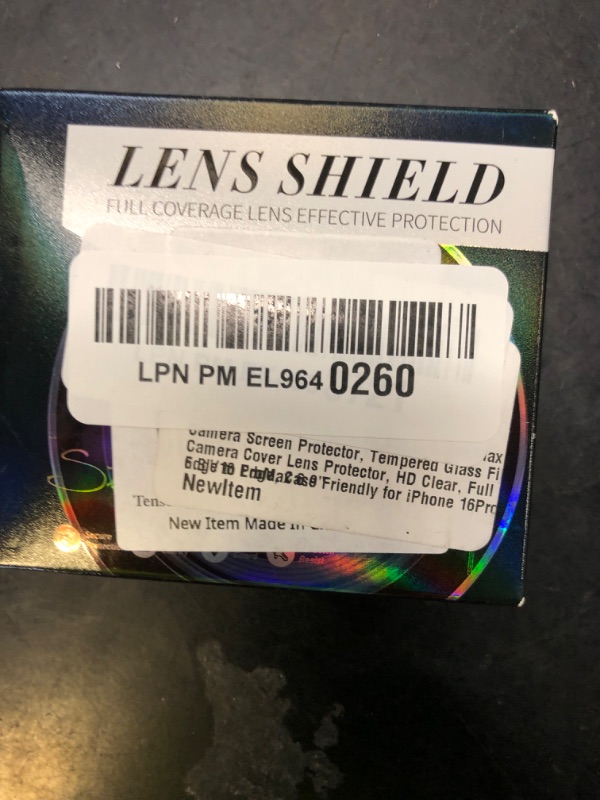 LENS SHIELD
FULL COVERAGE LENS EFFECTIVE PROTECTION
LPN PM EL964 0260
Camera Screen Protector, Tempered Glass Fi
Camera Cover Lens Protector, HD Clear, Full
Friendly for iPhone 16Pro
NewItem
New Item Made in